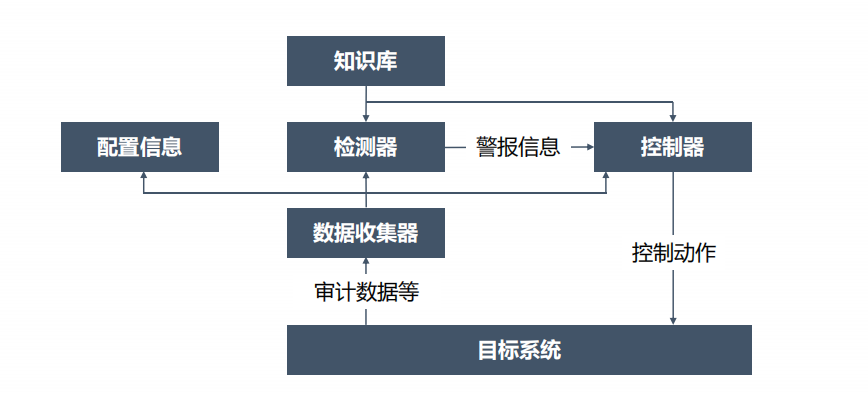 知识库
配置信息
检测器
警报信息
控制器
数据收集器
控制动作
审计数据等
目标系统